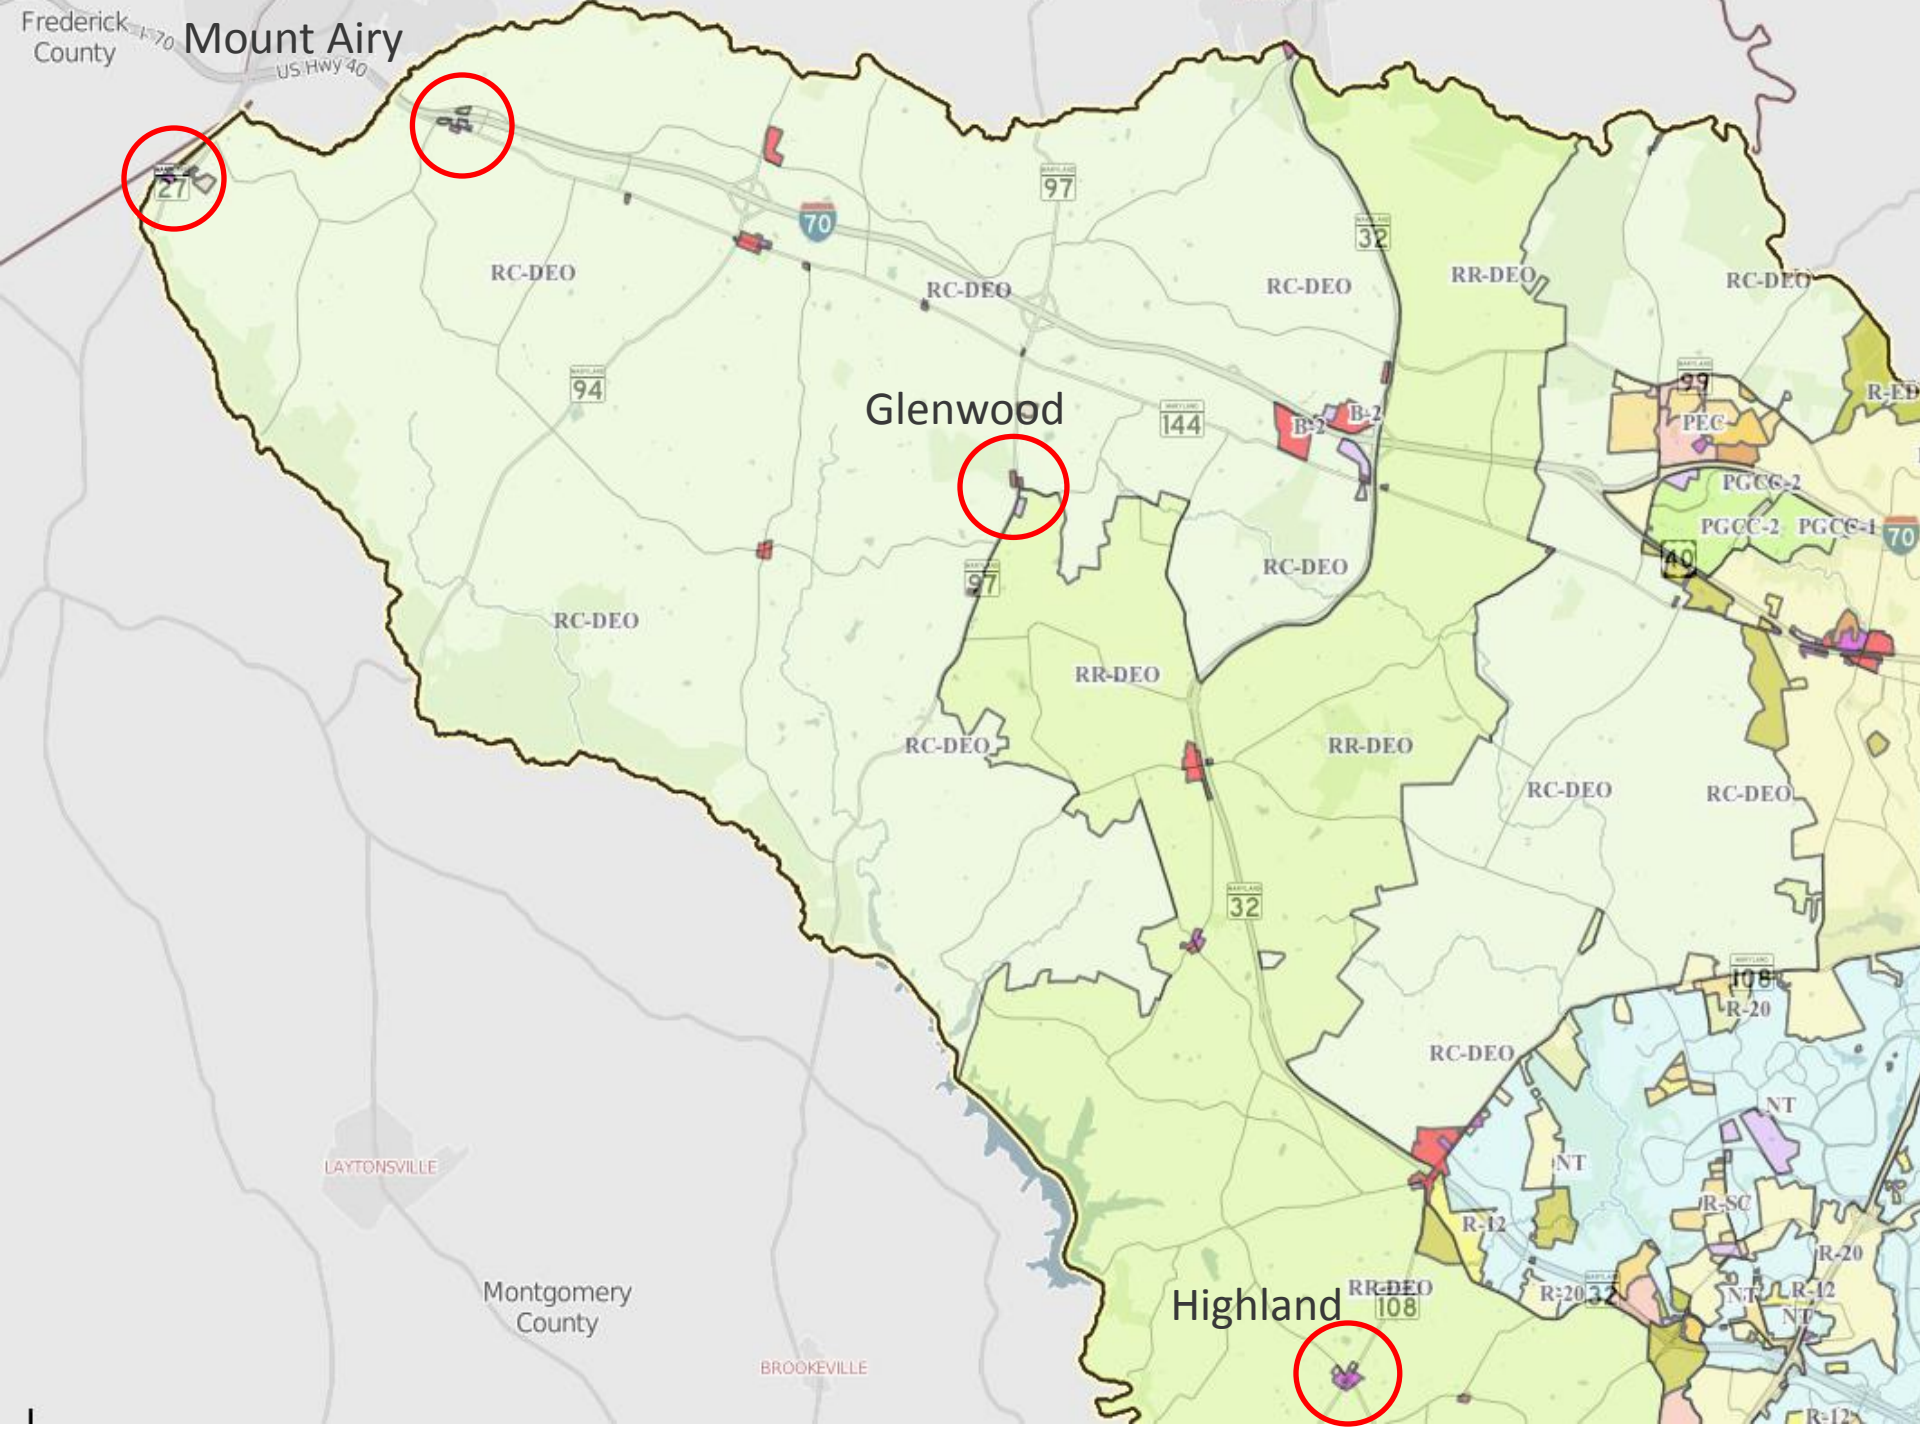 Frederick
County
I-70
Mount Airy
US Hwy 40
27
97
70
32
RC-DEO
RC-DEO
RC-DEO
RR-DEO
RC-DEO
94
Glenwood
144
B-2
B-2
99
R-ED
PEC
PGCC-2
PGCC-2
PGCC-1
70
40
RC-DEO
97
RC-DEO
RR-DEO
RC-DEO
RR-DEO
RC-DEO
RC-DEO
32
108
R-20
RC-DEO
NT
NT
LAYTONSVILLE
R-SC
R-12
R-20
Montgomery
County
Highland
RR-DEO
108
R-20
32
NT
R-12
NT
BROOKEVILLE
R-12